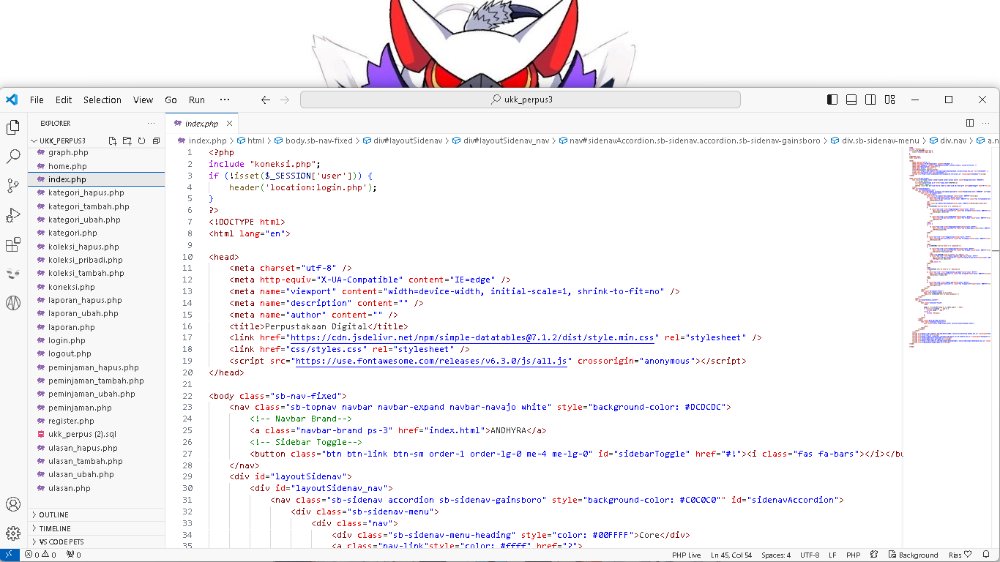 File Edit Selection View Go Run ··· ukk_perpus3
EXPLORER ···
UKK_PERPUS3
graph.php
home.php
index.php
kategori_hapus.php
kategori_tambah.php
kategori_ubah.php
kategori.php
koleksi_hapus.php
koleksi_pribadi.php
koleksi_tambah.php
koneksi.php
laporan_hapus.php
laporan_ubah.php
laporan.php
login.php
logout.php
peminjaman_hapus.php
peminjaman_tambah.php
peminjaman_ubah.php
peminjaman.php
register.php
ukk_perpus (2).sql
ulasan_hapus.php
ulasan_tambah.php
ulasan_ubah.php
ulasan.php
OUTLINE
TIMELINE
VS CODE PETS
index.php
index.php > html > body.sb-nav-fixed > div#layoutSidenav > div#layoutSidenav_nav > nav#sidenavAccordion.sb-sidenav.accordion.sb-sidenav-gainsboro > div.sb-sidenav-menu > div.nav > a.n
1 <?php
2 include "koneksi.php";
3 if (!isset($_SESSION['user'])) {
4 header('location:login.php');
5 }
6 ?>
7 <!DOCTYPE html>
8 <html lang="en">
9
10 <head>
11 <meta charset="utf-8" />
12 <meta http-equiv="X-UA-Compatible" content="IE=edge" />
13 <meta name="viewport" content="width=device-width, initial-scale=1, shrink-to-fit=no" />
14 <meta name="description" content="" />
15 <meta name="author" content="" />
16 <title>Perpustakaan Digital</title>
17 <link href="https://cdn.jsdelivr.net/npm/simple-datatables@7.1.2/dist/style.min.css" rel="stylesheet" />
18 <link href="css/styles.css" rel="stylesheet" />
19 <script src="https://use.fontawesome.com/releases/v6.3.0/js/all.js" crossorigin="anonymous"></script>
20 </head>
21
22 <body class="sb-nav-fixed">
23 <nav class="sb-topnav navbar navbar-expand navbar-navajo white" style="background-color: #DCDCDC">
24 <!-- Navbar Brand-->
25 <a class="navbar-brand ps-3" href="index.html">ANDHYRA</a>
26 <!-- Sidebar Toggle-->
27 <button class="btn btn-link btn-sm order-1 order-lg-0 me-4 me-lg-0" id="sidebarToggle" href="#!"><i class="fas fa-bars"></i></bu
28 </nav>
29 <div id="layoutSidenav">
30 <div id="layoutSidenav_nav">
31 <nav class="sb-sidenav accordion sb-sidenav-gainsboro" style="background-color: #C0C0C0"" id="sidenavAccordion">
32 <div class="sb-sidenav-menu">
33 <div class="nav">
34 <div class="sb-sidenav-menu-heading" style="color: #00FFFF">Core</div>
35 <a class="nav-link"style="color: #ffff" href="?">
0 0 0 PHP Live Ln 45, Col 54 Spaces: 4 UTF-8 LF PHP Background Rias